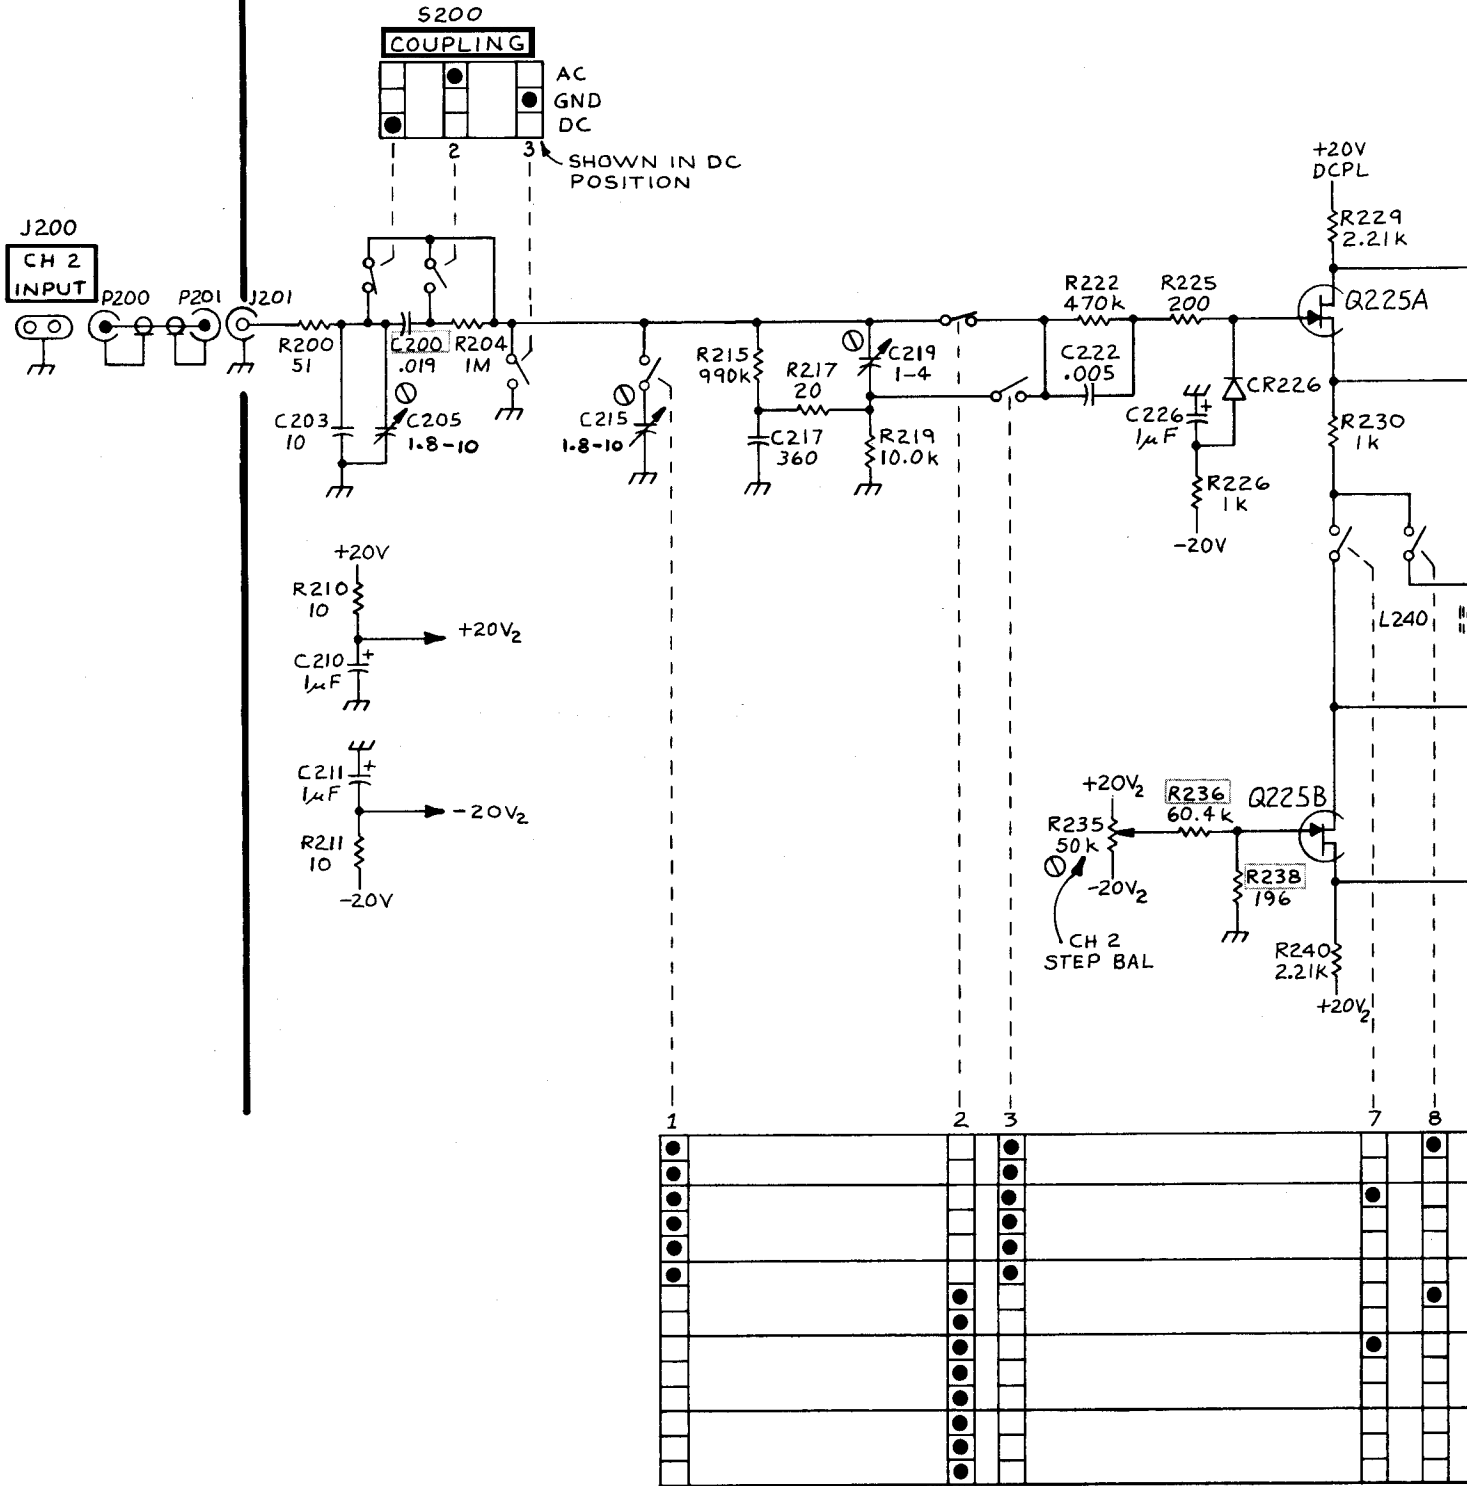 S200
COUPLING
AC
GND
DC
1 2 3
SHOWN IN DC
POSITION
J200
CH 2
INPUT
P200
P201
J201
R200
51
C200
.019
R204
1M
C203
10
C205
1.8-10
C215
1.8-10
R215
990k
R217
20
C217
360
C219
1-4
R219
10.0k
R222
470k
C222
.005
R225
200
+20V
DCPL
R229
2.21k
Q225A
CR226
C226
+
1μF
R226
1k
-20V
R230
1k
L240
+20V
R210
10
+20V2
C210
+
1μF
C211
+
1μF
-20V2
R211
10
-20V
+20V2
R235
50k
-20V2
CH 2
STEP BAL
R236
60.4k
Q225B
R238
196
R240
2.21K
+20V2
1 2 3 7 8